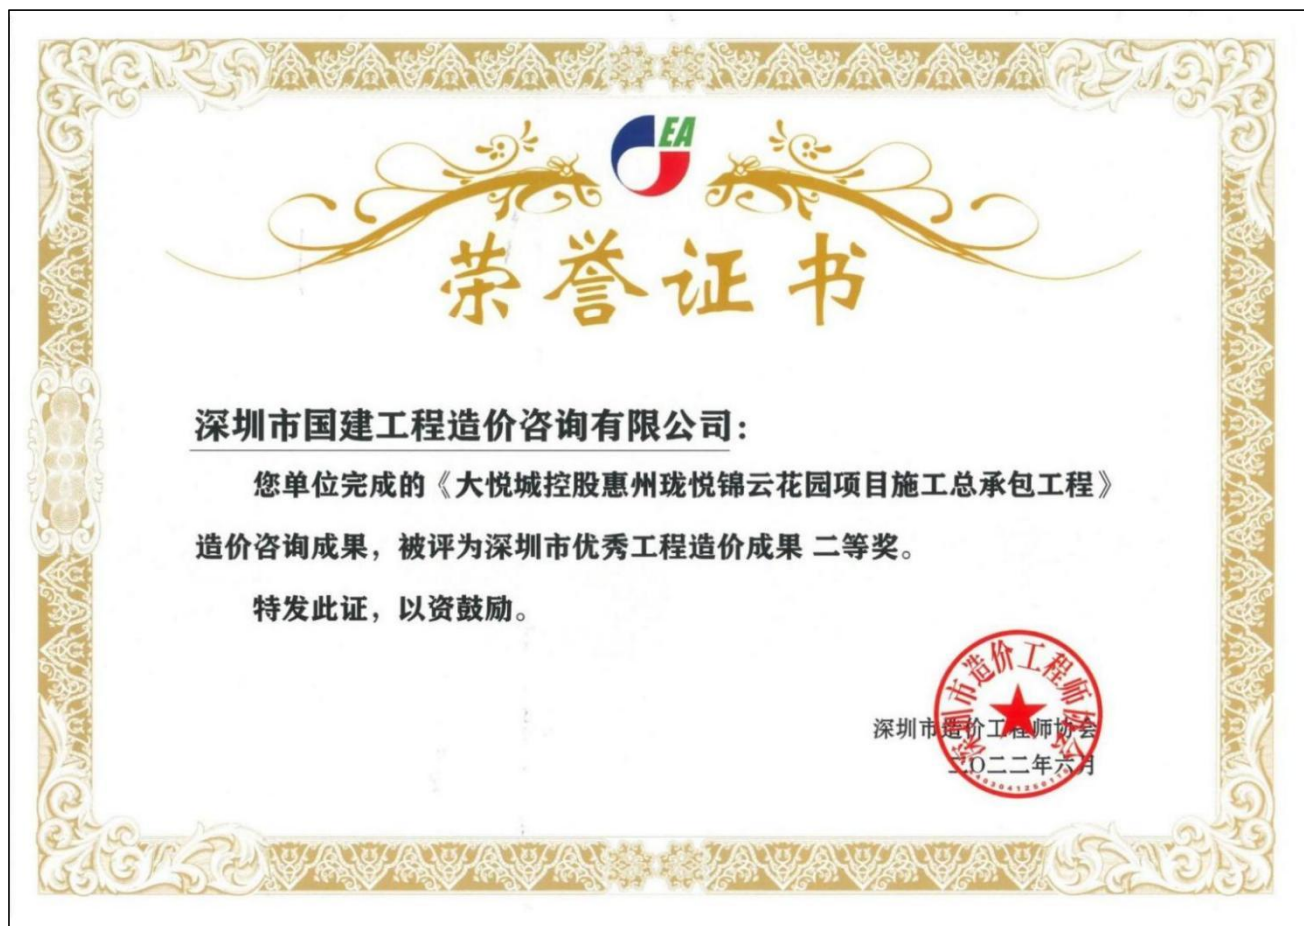 EA
荣誉证书
深圳市国建工程造价咨询有限公司：
您单位完成的《大悦城控股惠州珑悦锦云花园项目施工总承包工程》
造价咨询成果，被评为深圳市优秀工程造价成果 二等奖。
特发此证，以资鼓励。
深圳市造价工程师协会
深圳市造价工程师协会
二〇二二年六月